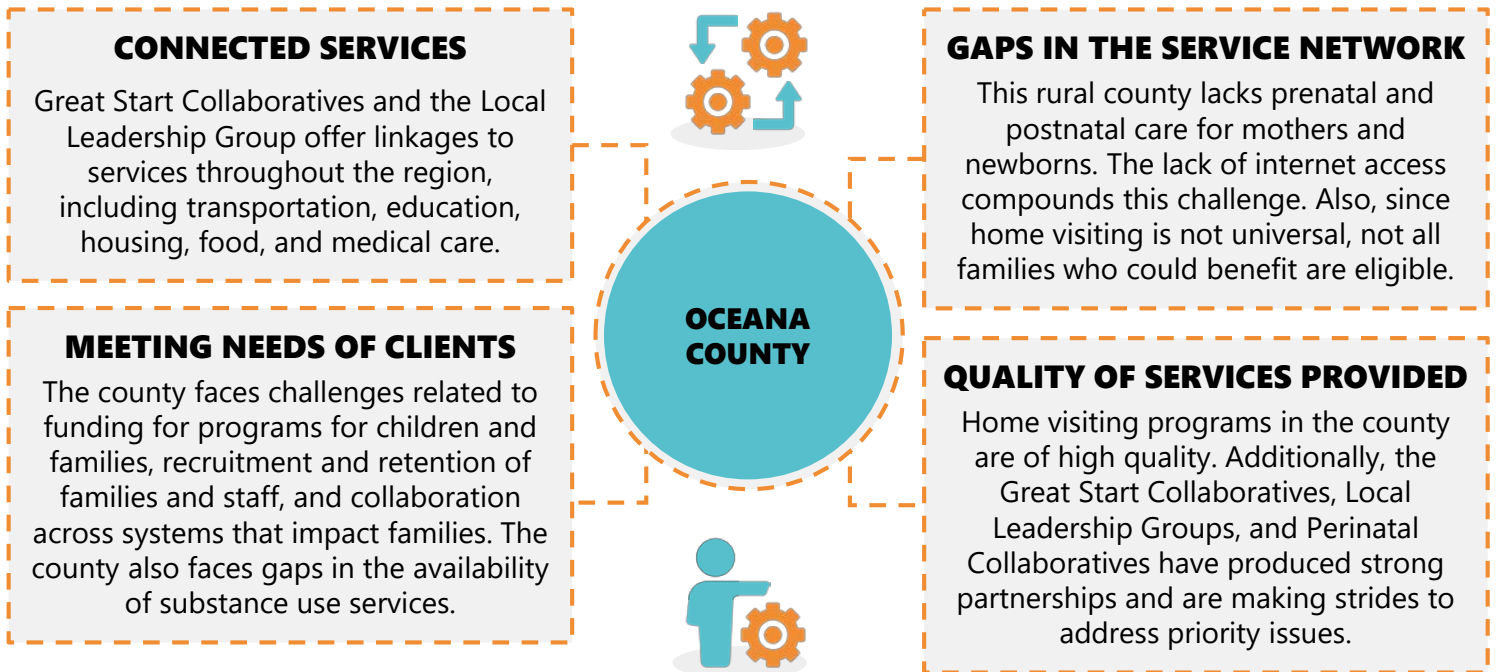 CONNECTED SERVICES
Great Start Collaboratives and the Local
Leadership Group offer linkages to
services throughout the region,
including transportation, education,
housing, food, and medical care.
MEETING NEEDS OF CLIENTS
The county faces challenges related to
funding for programs for children and
families, recruitment and retention of
families and staff, and collaboration
across systems that impact families. The
county also faces gaps in the availability
of substance use services.
OCEANA
COUNTY
GAPS IN THE SERVICE NETWORK
This rural county lacks prenatal and
postnatal care for mothers and
newborns. The lack of internet access
compounds this challenge. Also, since
home visiting is not universal, not all
families who could benefit are eligible.
QUALITY OF SERVICES PROVIDED
Home visiting programs in the county
are of high quality. Additionally, the
Great Start Collaboratives, Local
Leadership Groups, and Perinatal
Collaboratives have produced strong
partnerships and are making strides to
address priority issues.